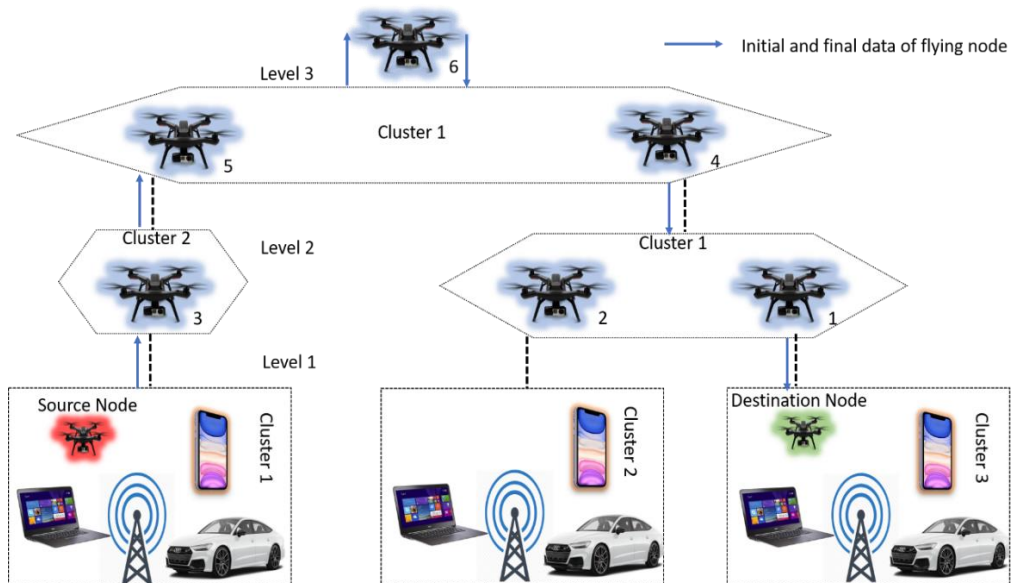 Initial and final data of flying node
6
Level 3
Cluster 1
5
4
Cluster 2
Level 2
Cluster 1
3
2
1
Level 1
Source Node
Cluster 1
Cluster 2
Destination Node
Cluster 3